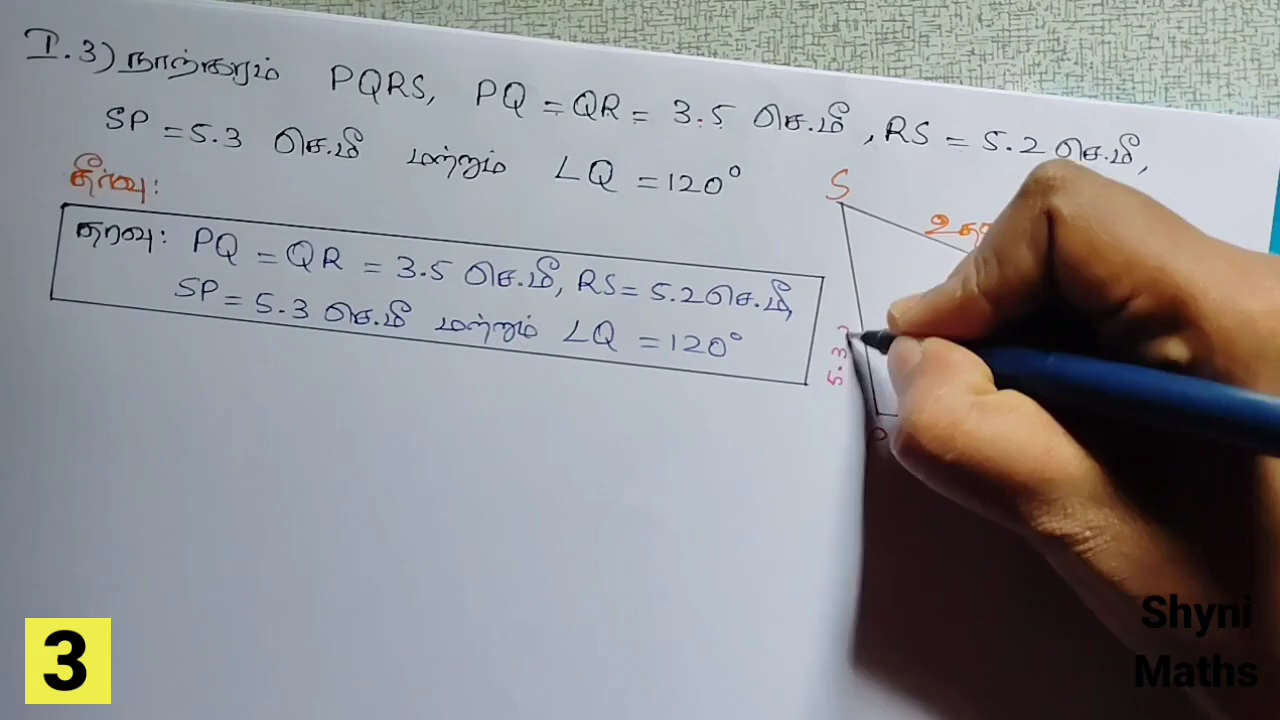 I.3) நாற்கரம் PQRS, PQ = QR = 3.5 செ.மீ, RS = 5.2 செ.மீ,
SP = 5.3 செ.மீ மற்றும் ∠Q = 120°
தீர்வு:
தரவு: PQ = QR = 3.5 செ.மீ, RS = 5.2 செ.மீ,
SP = 5.3 செ.மீ மற்றும் ∠Q = 120°
S
5.3
P
3
Shyni
Maths